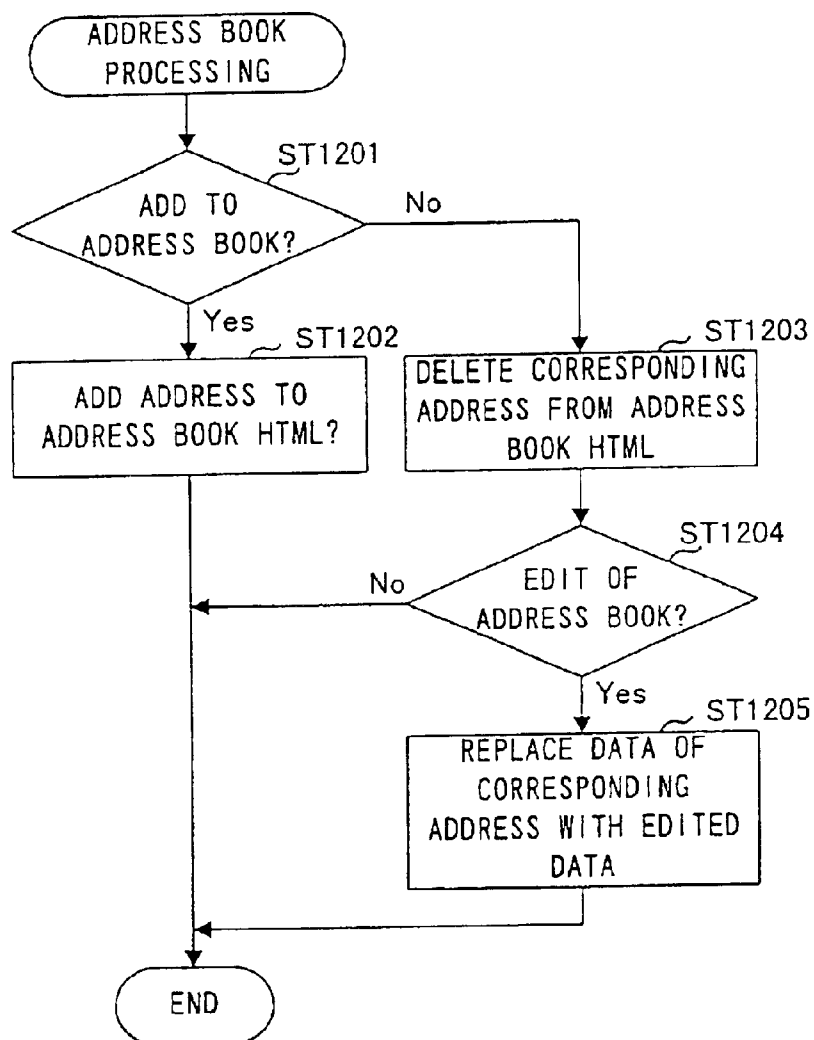 ADDRESS BOOK
PROCESSING
ST1201
ADD TO
ADDRESS BOOK?
No
Yes
ST1202
ADD ADDRESS TO
ADDRESS BOOK HTML?
ST1203
DELETE CORRESPONDING
ADDRESS FROM ADDRESS
BOOK HTML
ST1204
EDIT OF
ADDRESS BOOK?
No
Yes
ST1205
REPLACE DATA OF
CORRESPONDING
ADDRESS WITH EDITED
DATA
END